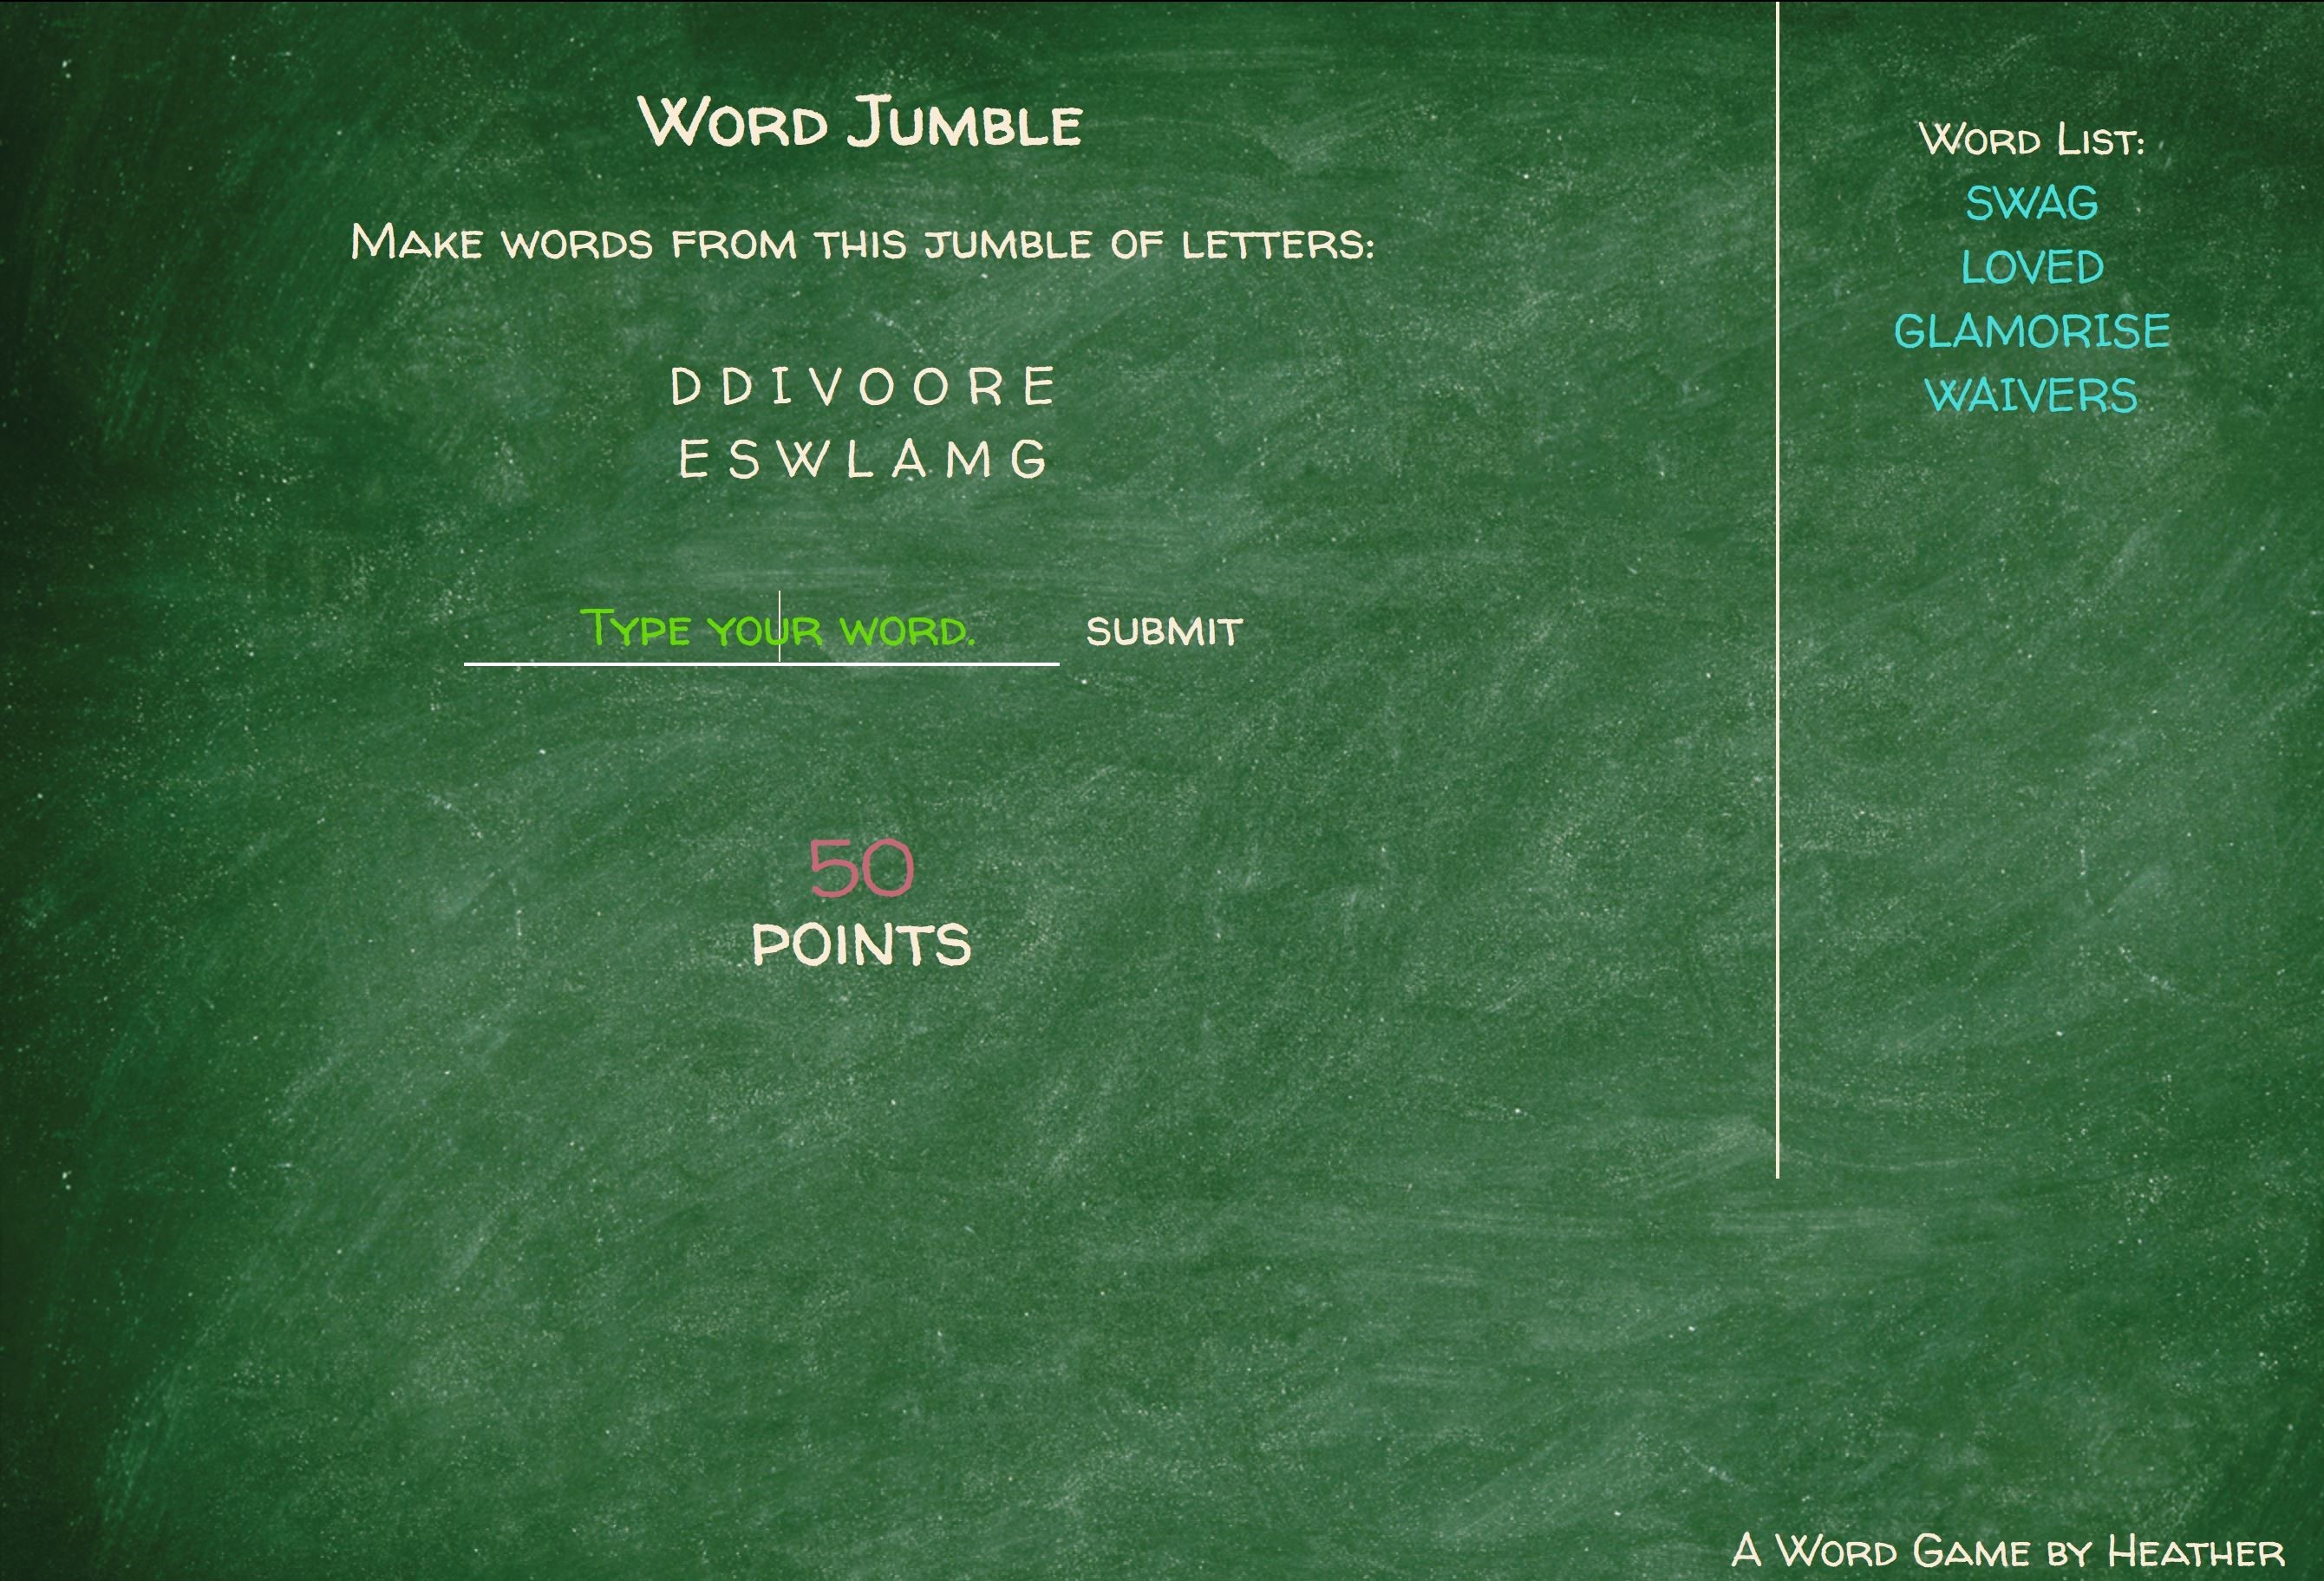 Word Jumble
Make words from this jumble of letters:
D D I V O O R E
E S W L A M G
Type your word.
submit
50
points
Word List:
SWAG
LOVED
GLAMORISE
WAIVERS
A Word Game by Heather